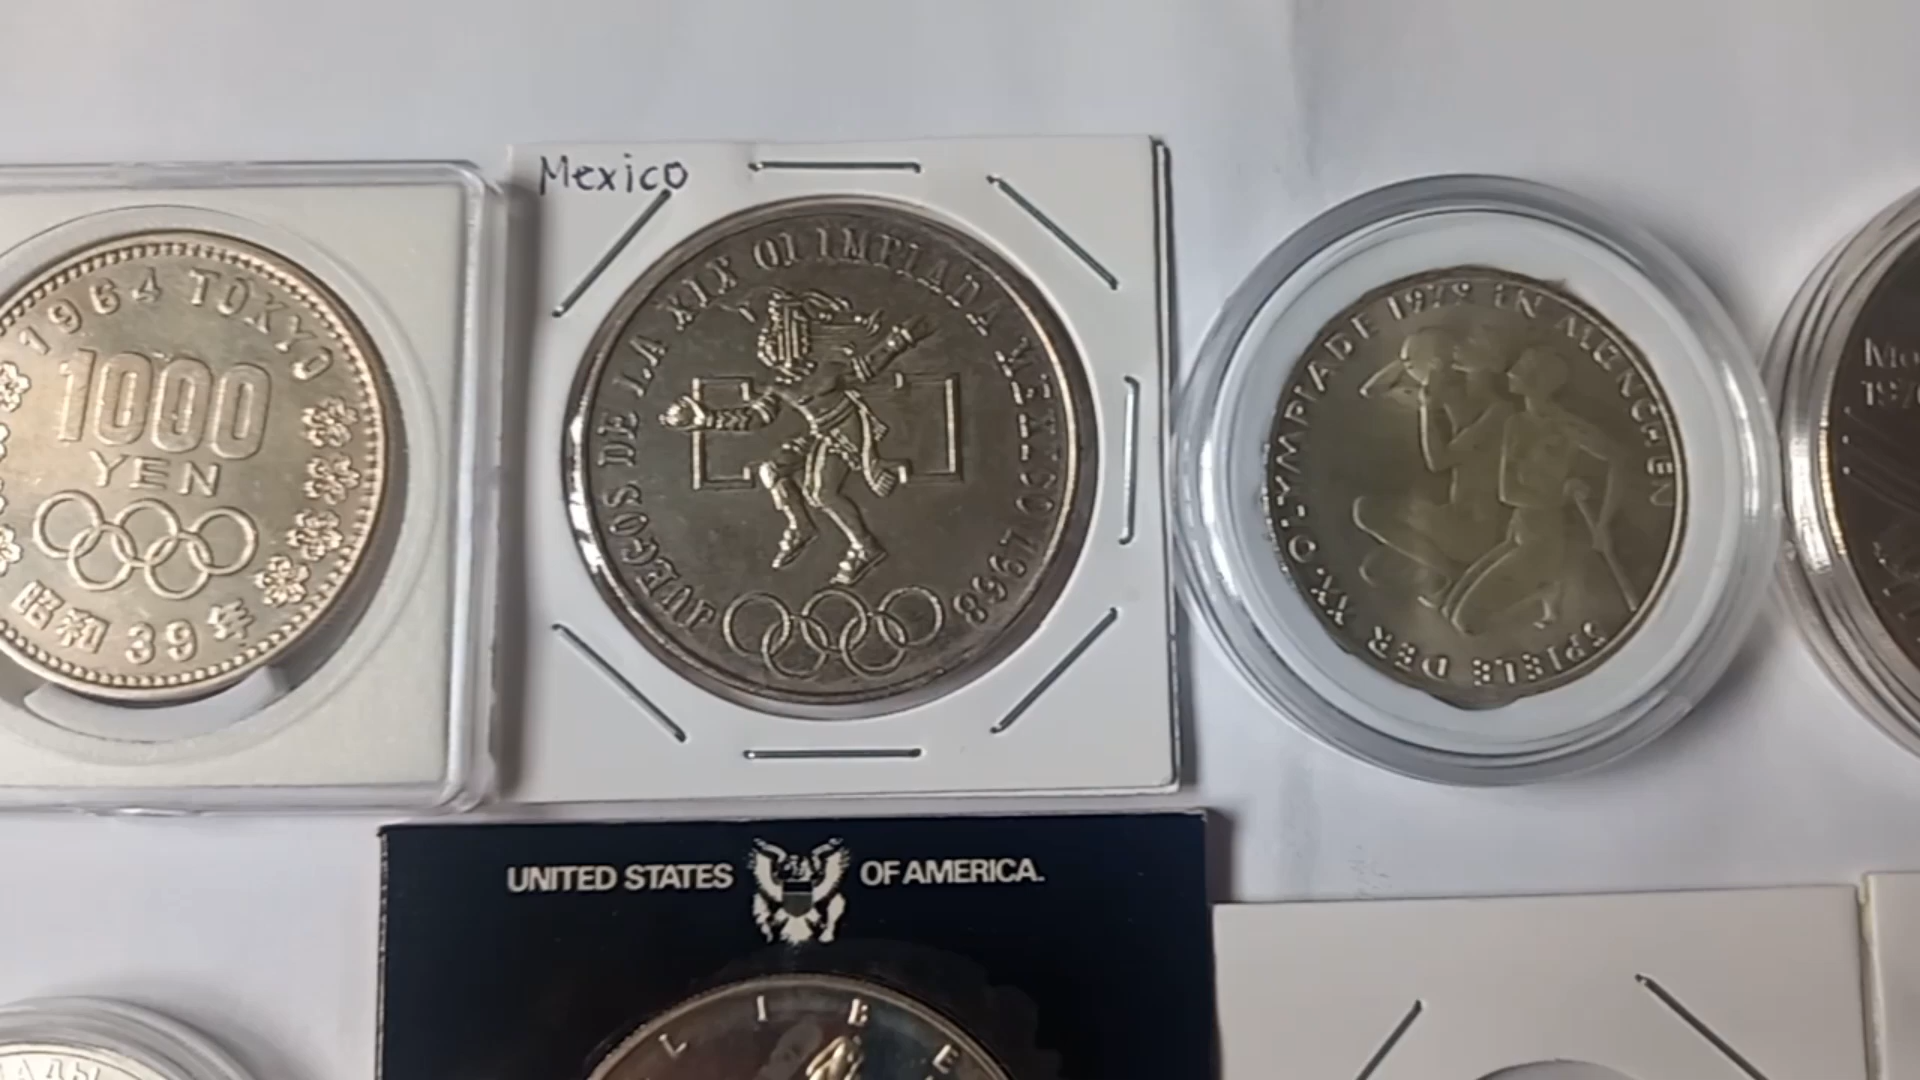 1964 TOKYO
1000
YEN
昭和 39 年
Mexico
JUEGOS DE LA XIX OLIMPIADA MEXICO 1968
SPIELE DER XX. OLYMPIADE 1972 IN MUENCHEN
UNITED STATES OF AMERICA.
L I B E